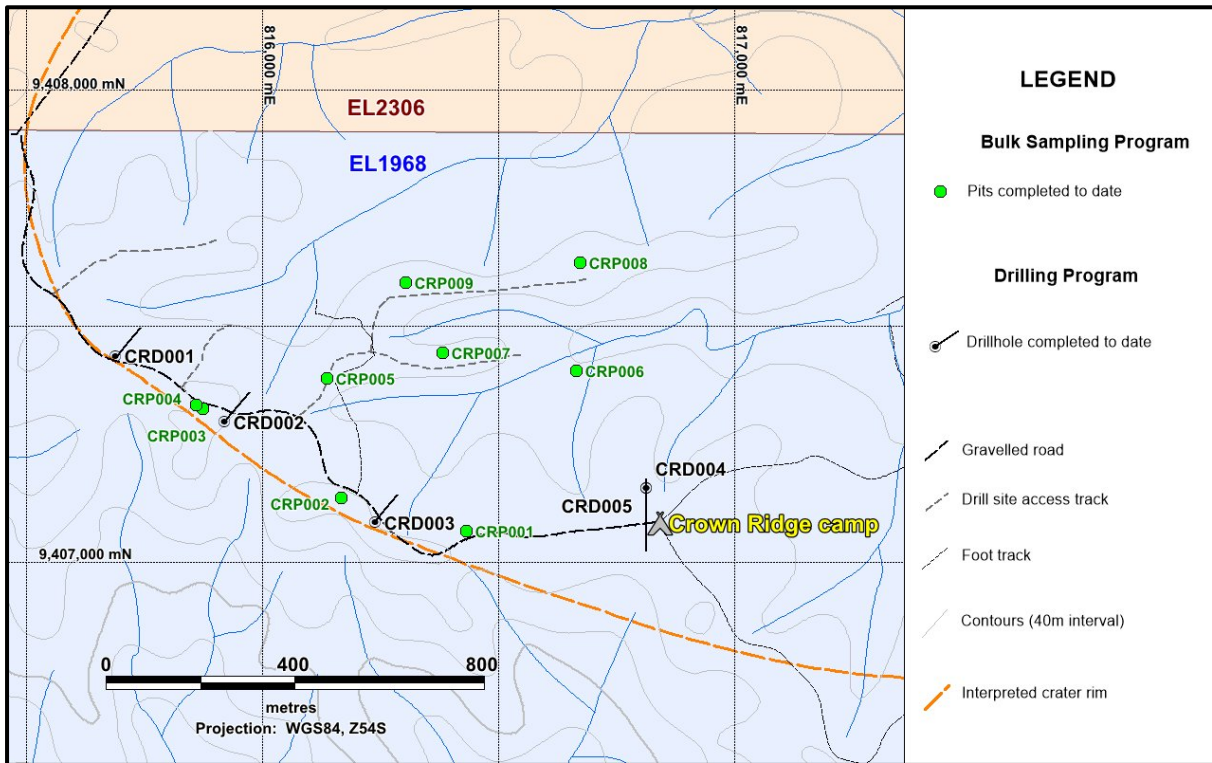 816,000 mE
817,000 mE
9,408,000 mN
EL2306
EL1968
CRP008
CRP009
CRD001
CRP007
CRP006
CRP005
CRP004
CRD002
CRP003
CRD004
CRP002
CRD005
CRD003
CRP001
Crown Ridge camp
9,407,000 mN
0 400 800
metres
Projection: WGS84, Z54S
LEGEND
Bulk Sampling Program
Pits completed to date
Drilling Program
Drillhole completed to date
Gravelled road
Drill site access track
Foot track
Contours (40m interval)
Interpreted crater rim